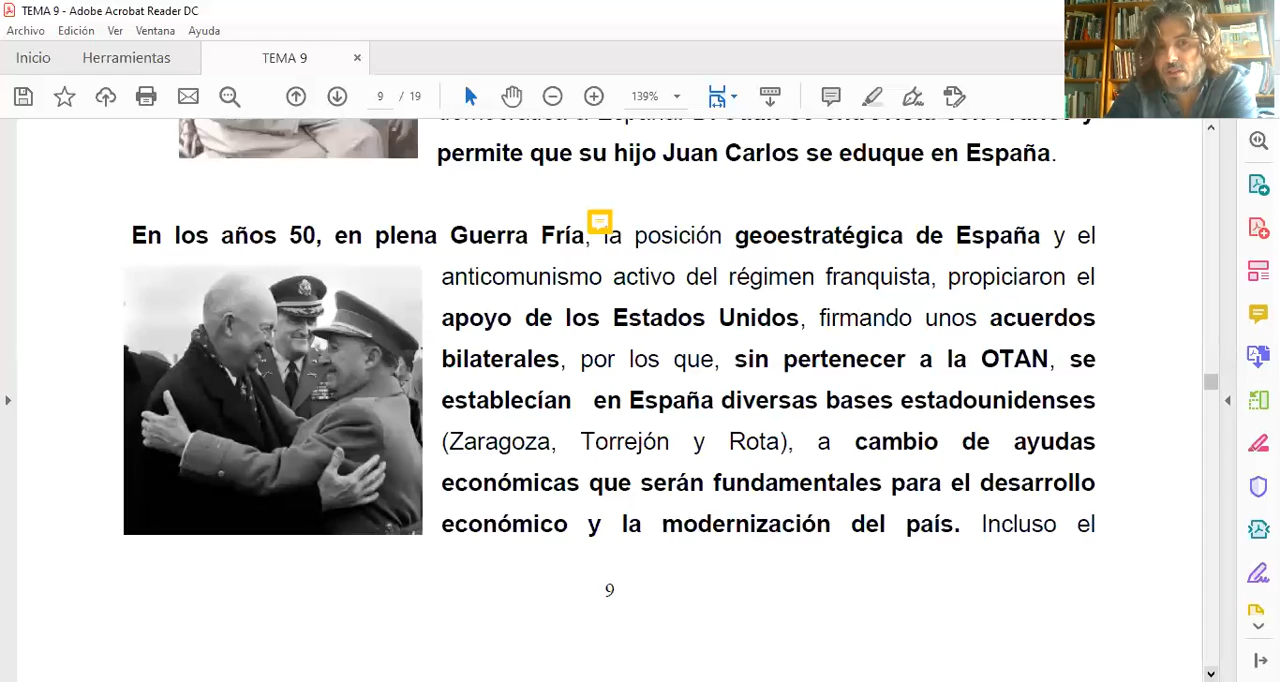 TEMA 9 - Adobe Acrobat Reader DC
Archivo Edición Ver Ventana Ayuda
Inicio Herramientas TEMA 9 ×
9 / 19 139%
permite que su hijo Juan Carlos se eduque en España.
En los años 50, en plena Guerra Fría, la posición geoestratégica de España y el
anticomunismo activo del régimen franquista, propiciaron el
apoyo de los Estados Unidos, firmando unos acuerdos
bilaterales, por los que, sin pertenecer a la OTAN, se
establecían en España diversas bases estadounidenses
(Zaragoza, Torrejón y Rota), a cambio de ayudas
económicas que serán fundamentales para el desarrollo
económico y la modernización del país. Incluso el
9